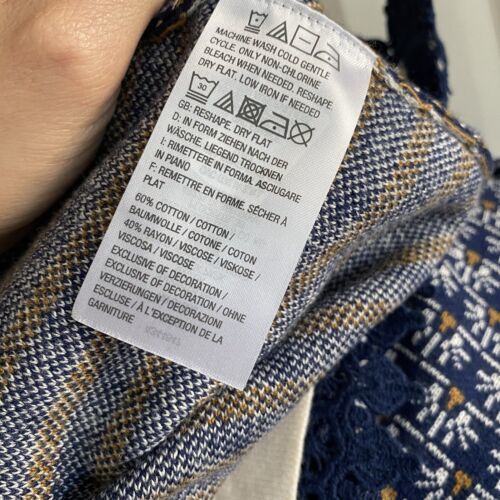 MACHINE WASH COLD GENTLE
CYCLE. ONLY NON-CHLORINE
BLEACH WHEN NEEDED. RESHAPE.
DRY FLAT. LOW IRON IF NEEDED
30
GB: RESHAPE, DRY FLAT
D: IN FORM ZIEHEN NACH DER
WÄSCHE, LIEGEND TROCKNEN
I: RIMETTERE IN FORMA. ASCIUGARE
IN PIANO
F: REMETTRE EN FORME, SÉCHER À
PLAT
60% COTTON / COTTON /
BAUMWOLLE / COTONE / COTON
40% RAYON / VISCOSE / VISKOSE /
VISCOSA / VISCOSE
EXCLUSIVE OF DECORATION /
EXCLUSIVE OF DECORATION / OHNE
VERZIERUNGEN / DECORAZIONI
ESCLUSE / À L'EXCEPTION DE LA
GARNITURE